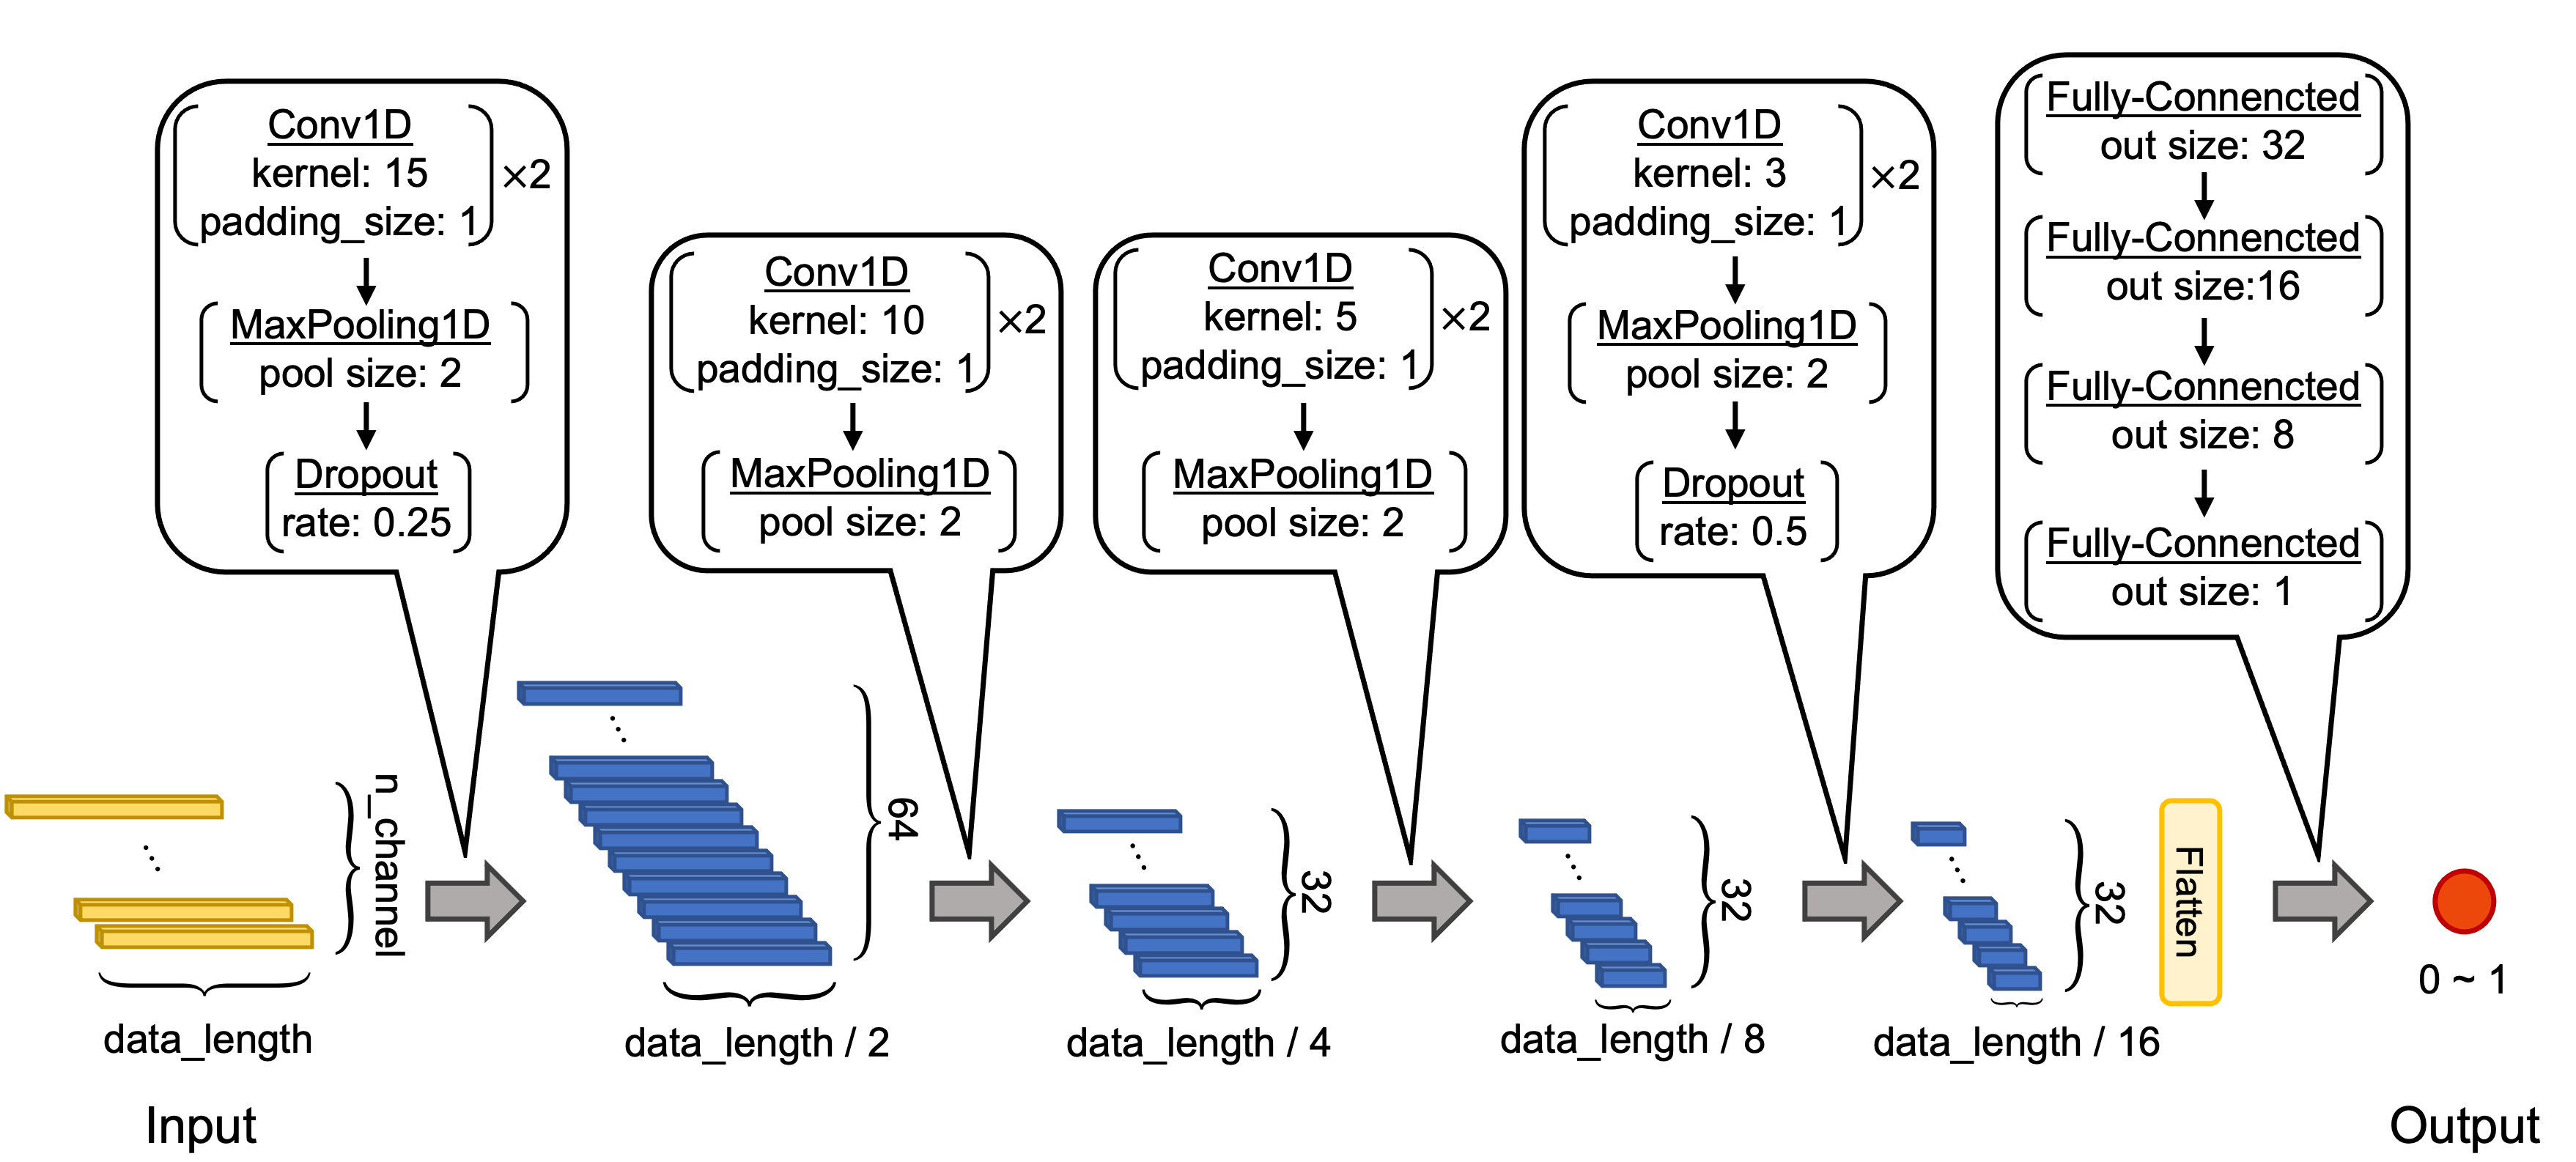 Conv1D
kernel: 15
padding_size: 1
×2
MaxPooling1D
pool size: 2
Dropout
rate: 0.25
Conv1D
kernel: 10
padding_size: 1
×2
MaxPooling1D
pool size: 2
Conv1D
kernel: 5
padding_size: 1
×2
MaxPooling1D
pool size: 2
Conv1D
kernel: 3
padding_size: 1
×2
MaxPooling1D
pool size: 2
Dropout
rate: 0.5
Fully-Connencted
out size: 32
Fully-Connencted
out size:16
Fully-Connencted
out size: 8
Fully-Connencted
out size: 1
n_channel
data_length
Input
64
data_length / 2
32
data_length / 4
32
data_length / 8
32
data_length / 16
Flatten
0 ~ 1
Output